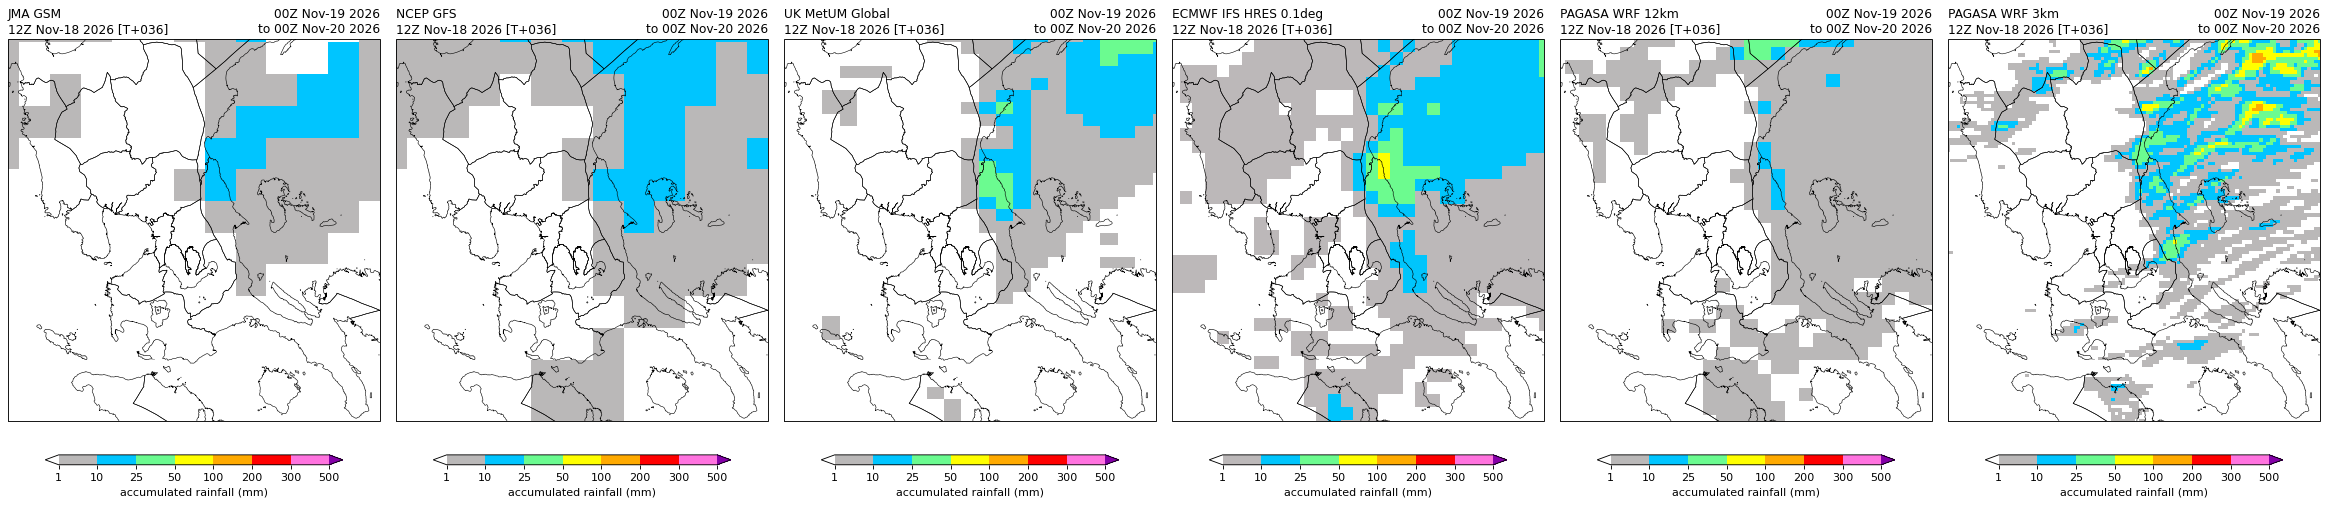 JMA GSM 00Z Nov-19 2026
12Z Nov-18 2026 [T+036] to 00Z Nov-20 2026
1 10 25 50 100 200 300 500
accumulated rainfall (mm)
NCEP GFS 00Z Nov-19 2026
12Z Nov-18 2026 [T+036] to 00Z Nov-20 2026
1 10 25 50 100 200 300 500
accumulated rainfall (mm)
UK MetUM Global 00Z Nov-19 2026
12Z Nov-18 2026 [T+036] to 00Z Nov-20 2026
1 10 25 50 100 200 300 500
accumulated rainfall (mm)
ECMWF IFS HRES 0.1deg 00Z Nov-19 2026
12Z Nov-18 2026 [T+036] to 00Z Nov-20 2026
1 10 25 50 100 200 300 500
accumulated rainfall (mm)
PAGASA WRF 12km 00Z Nov-19 2026
12Z Nov-18 2026 [T+036] to 00Z Nov-20 2026
1 10 25 50 100 200 300 500
accumulated rainfall (mm)
PAGASA WRF 3km 00Z Nov-19 2026
12Z Nov-18 2026 [T+036] to 00Z Nov-20 2026
1 10 25 50 100 200 300 500
accumulated rainfall (mm)